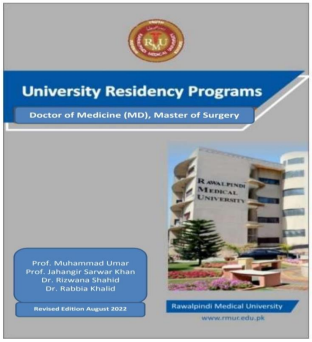 RMU
University Residency Programs
Doctor of Medicine (MD), Master of Surgery
RAWALPINDI
MEDICAL
UNIVERSITY
Prof. Muhammad Umar
Prof. Jahangir Sarwar Khan
Dr. Rizwana Shahid
Dr. Rabbia Khalid
Revised Edition August 2022
Rawalpindi Medical University
www.rmur.edu.pk